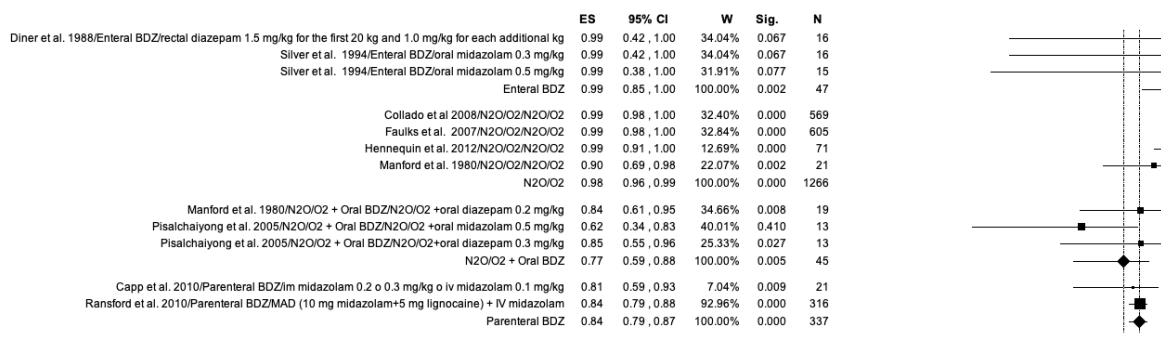 ES 95% CI W Sig. N
Diner et al. 1988/Enteral BDZ/rectal diazepam 1.5 mg/kg for the first 20 kg and 1.0 mg/kg for each additional kg 0.99 0.42 , 1.00 34.04% 0.067 16
Silver et al. 1994/Enteral BDZ/oral midazolam 0.3 mg/kg 0.99 0.42 , 1.00 34.04% 0.067 16
Silver et al. 1994/Enteral BDZ/oral midazolam 0.5 mg/kg 0.99 0.38 , 1.00 31.91% 0.077 15
Enteral BDZ 0.99 0.85 , 1.00 100.00% 0.002 47
Collado et al 2008/N2O/O2/N2O/O2 0.99 0.98 , 1.00 32.40% 0.000 569
Faulks et al. 2007/N2O/O2/N2O/O2 0.99 0.98 , 1.00 32.84% 0.000 605
Hennequin et al. 2012/N2O/O2/N2O/O2 0.99 0.91 , 1.00 12.69% 0.000 71
Manford et al. 1980/N2O/O2/N2O/O2 0.90 0.69 , 0.98 22.07% 0.002 21
N2O/O2 0.98 0.96 , 0.99 100.00% 0.000 1266
Manford et al. 1980/N2O/O2 + Oral BDZ/N2O/O2 +oral diazepam 0.2 mg/kg 0.84 0.61 , 0.95 34.66% 0.008 19
Pisalchaiyong et al. 2005/N2O/O2 + Oral BDZ/N2O/O2 +oral midazolam 0.5 mg/kg 0.62 0.34 , 0.83 40.01% 0.410 13
Pisalchaiyong et al. 2005/N2O/O2 + Oral BDZ/N2O/O2+oral diazepam 0.3 mg/kg 0.85 0.55 , 0.96 25.33% 0.027 13
N2O/O2 + Oral BDZ 0.77 0.59 , 0.88 100.00% 0.005 45
Capp et al. 2010/Parenteral BDZ/im midazolam 0.2 o 0.3 mg/kg o iv midazolam 0.1 mg/kg 0.81 0.59 , 0.93 7.04% 0.009 21
Ransford et al. 2010/Parenteral BDZ/MAD (10 mg midazolam+5 mg lignocaine) + IV midazolam 0.84 0.79 , 0.88 92.96% 0.000 316
Parenteral BDZ 0.84 0.79 , 0.87 100.00% 0.000 337